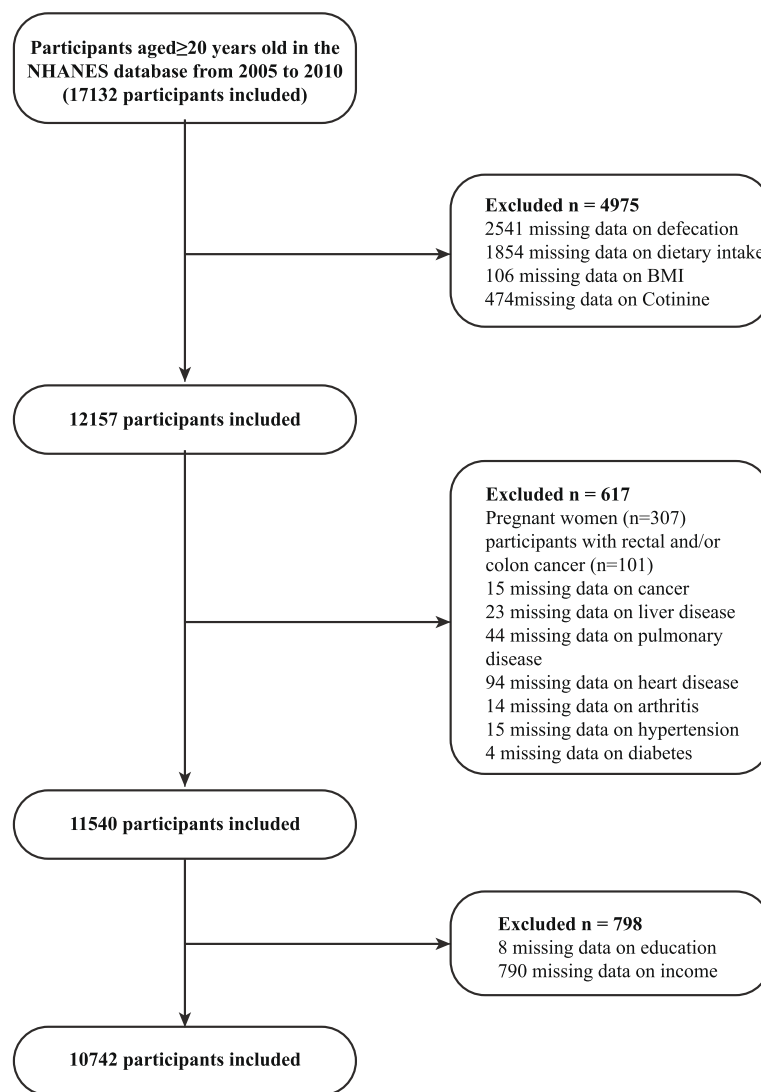 Participants aged≥20 years old in the
NHANES database from 2005 to 2010
(17132 participants included)
Excluded n = 4975
2541 missing data on defecation
1854 missing data on dietary intake
106 missing data on BMI
474missing data on Cotinine
12157 participants included
Excluded n = 617
Pregnant women (n=307)
participants with rectal and/or
colon cancer (n=101)
15 missing data on cancer
23 missing data on liver disease
44 missing data on pulmonary
disease
94 missing data on heart disease
14 missing data on arthritis
15 missing data on hypertension
4 missing data on diabetes
11540 participants included
Excluded n = 798
8 missing data on education
790 missing data on income
10742 participants included